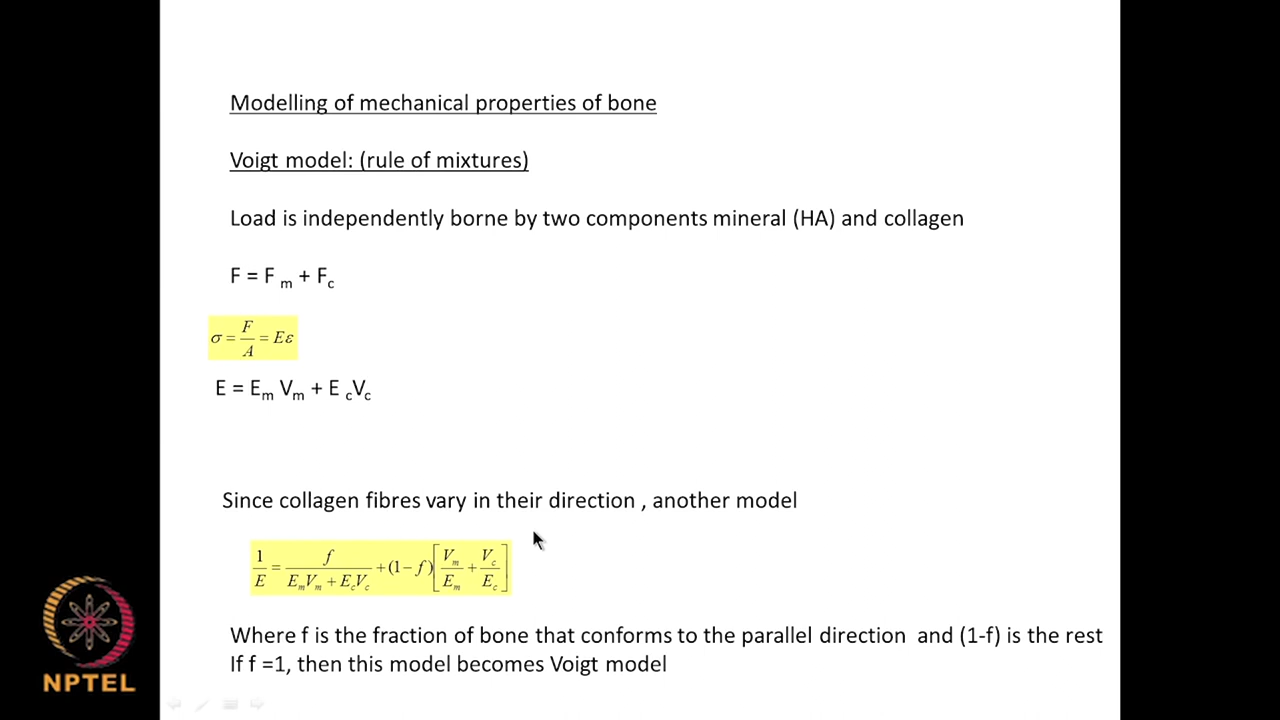 Modelling of mechanical properties of bone
Voigt model: (rule of mixtures)
Load is independently borne by two components mineral (HA) and collagen
F = F m + Fc
σ = F/A = Eε
E = Em Vm + E cVc
Since collagen fibres vary in their direction , another model
1/E = f/(EmVm + EcVc) + (1−f)[Vm/Em + Vc/Ec]
Where f is the fraction of bone that conforms to the parallel direction and (1-f) is the rest
If f =1, then this model becomes Voigt model
NPTEL